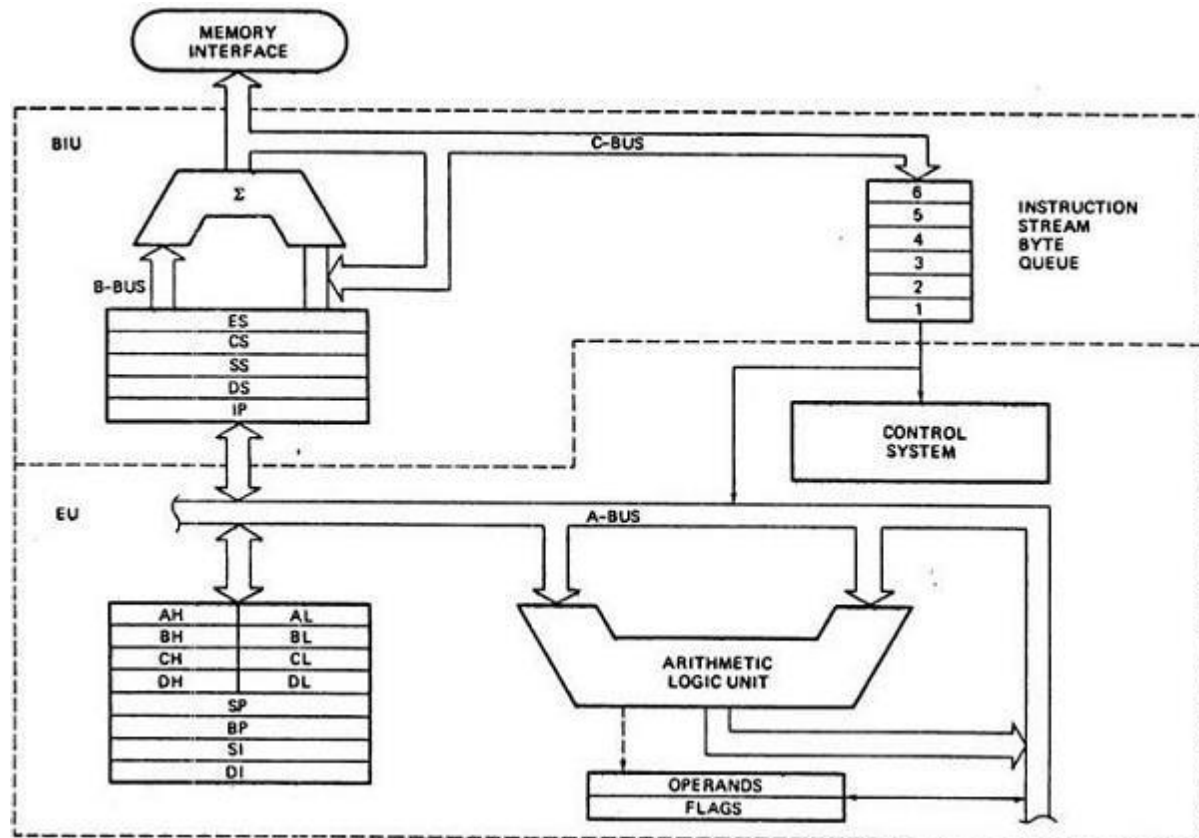 MEMORY
INTERFACE
BIU
C-BUS
Σ
6
5
4
3
2
1
INSTRUCTION
STREAM
BYTE
QUEUE
B-BUS
ES
CS
SS
DS
IP
CONTROL
SYSTEM
EU
A-BUS
AH AL
BH BL
CH CL
DH DL
SP
BP
SI
DI
ARITHMETIC
LOGIC UNIT
OPERANDS
FLAGS